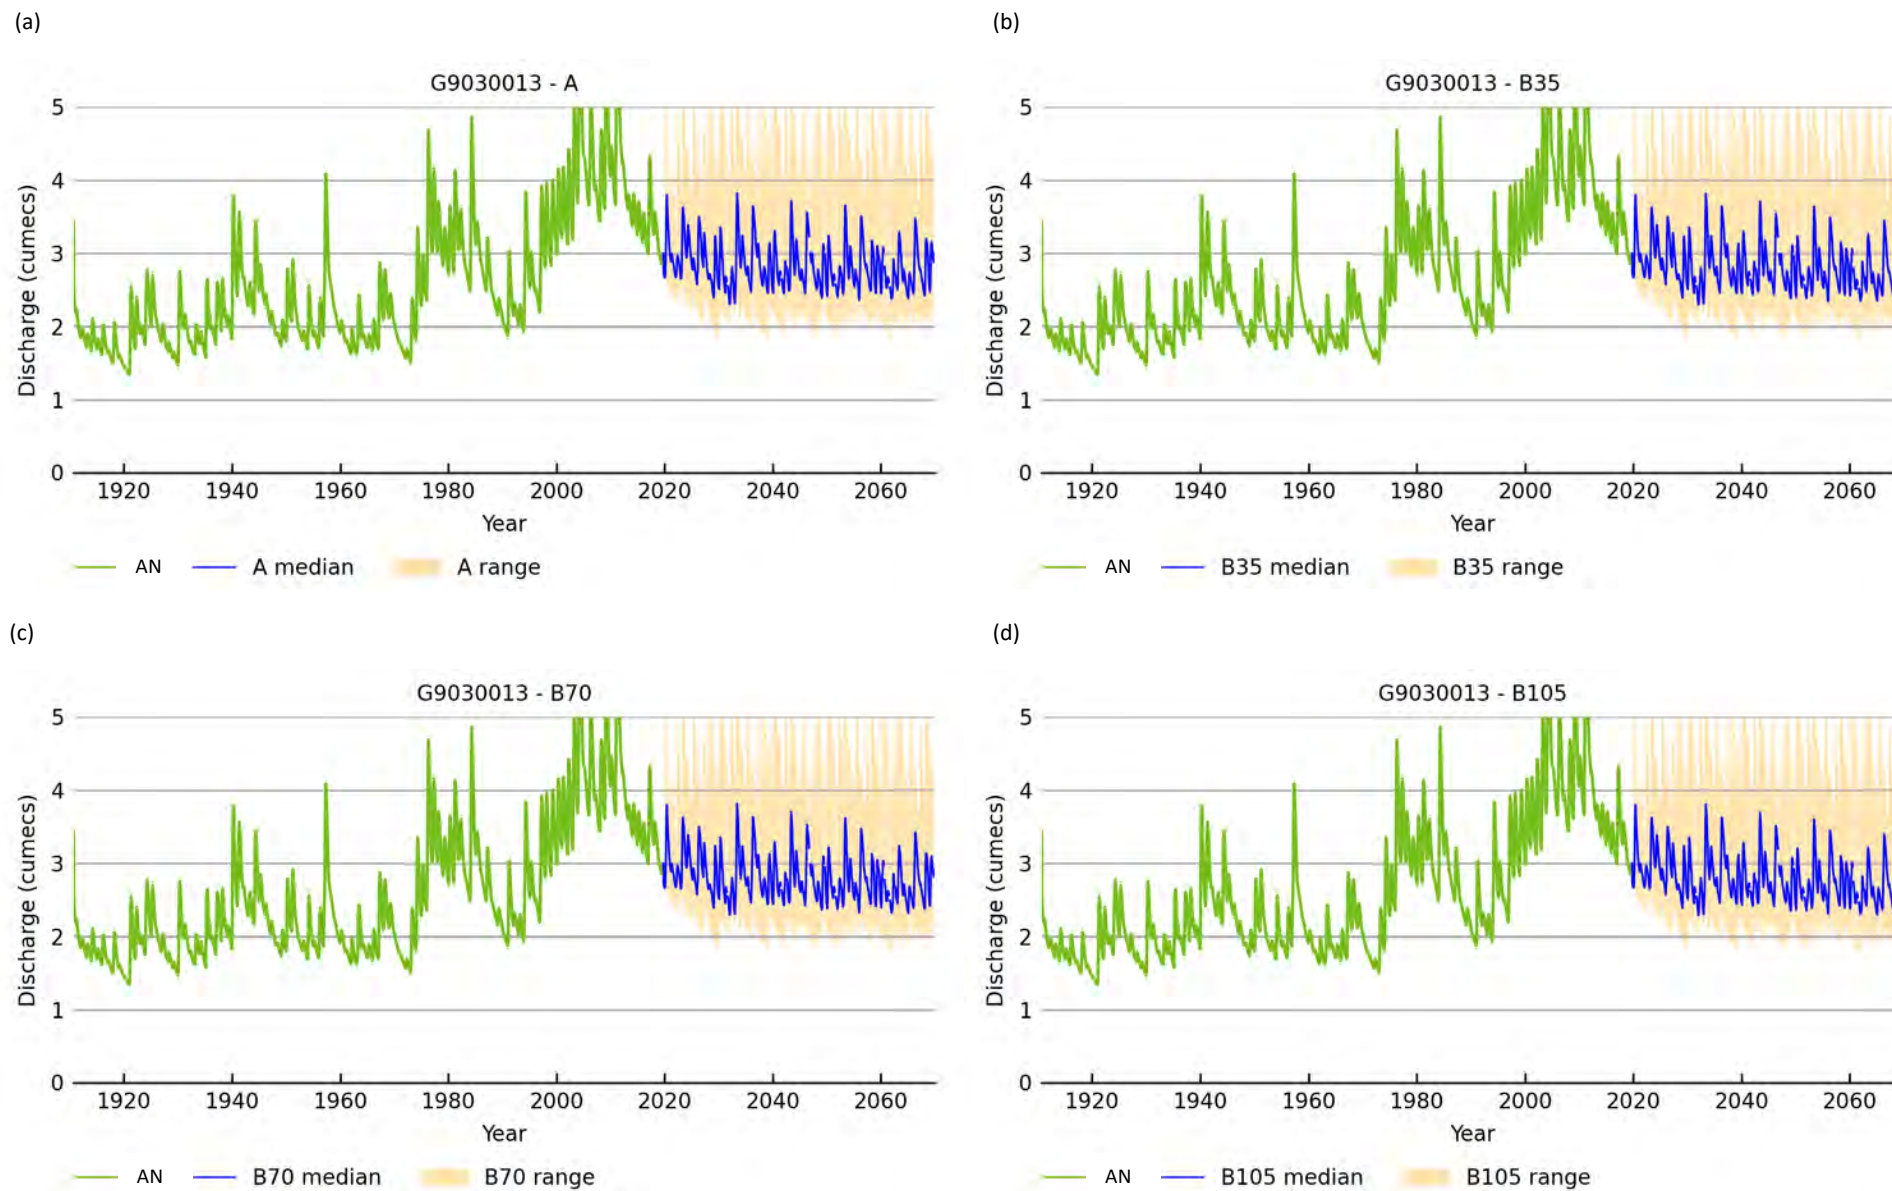 (a)
G9030013 - A
5
4
3
2
1
0
Discharge (cumecs)
1920 1940 1960 1980 2000 2020 2040 2060
Year
AN A median A range
(b)
G9030013 - B35
5
4
3
2
1
0
Discharge (cumecs)
1920 1940 1960 1980 2000 2020 2040 2060
Year
AN B35 median B35 range
(c)
G9030013 - B70
5
4
3
2
1
0
Discharge (cumecs)
1920 1940 1960 1980 2000 2020 2040 2060
Year
AN B70 median B70 range
(d)
G9030013 - B105
5
4
3
2
1
0
Discharge (cumecs)
1920 1940 1960 1980 2000 2020 2040 2060
Year
AN B105 median B105 range